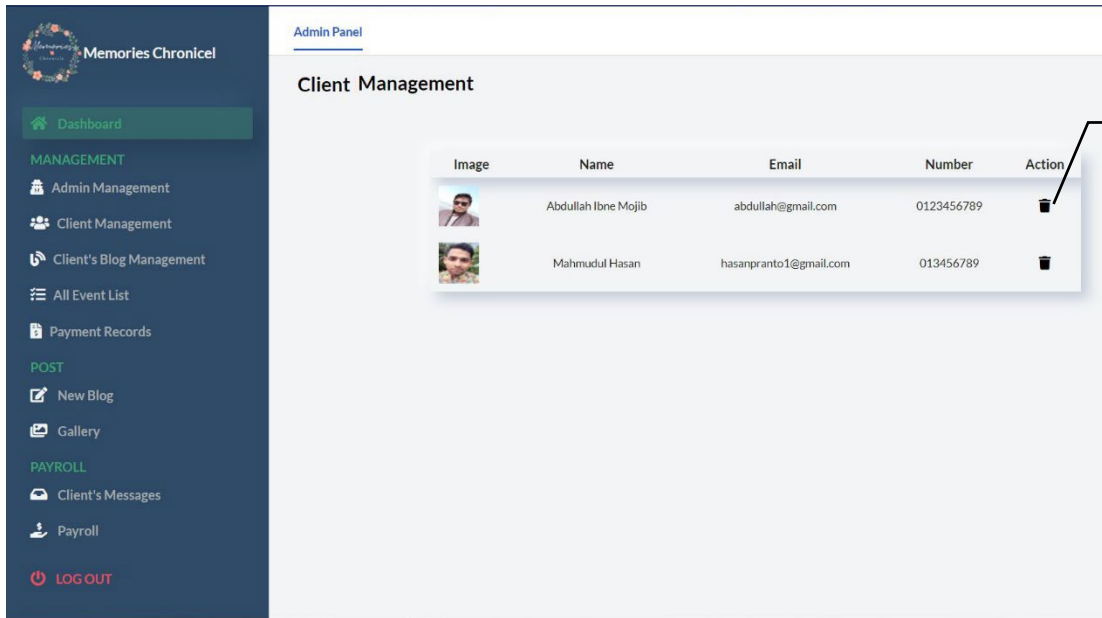 Memories
Chronicle
Memories Chronicel
Admin Panel
Client Management
Dashboard
MANAGEMENT
Admin Management
Client Management
Client's Blog Management
All Event List
Payment Records
POST
New Blog
Gallery
PAYROLL
Client's Messages
Payroll
LOG OUT
Image Name Email Number Action
Abdullah Ibne Mojib abdullah@gmail.com 0123456789
Mahmudul Hasan hasanpranto1@gmail.com 013456789